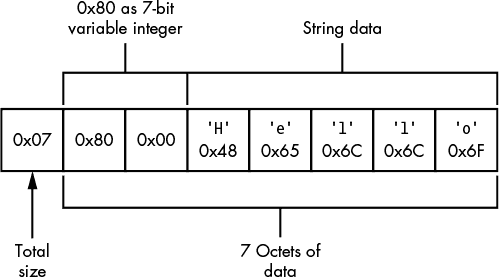 0x80 as 7-bit
variable integer
String data
0x07 0x80 0x00 'H' 0x48 'e' 0x65 'l' 0x6C 'l' 0x6C 'o' 0x6F
Total
size
7 Octets of
data